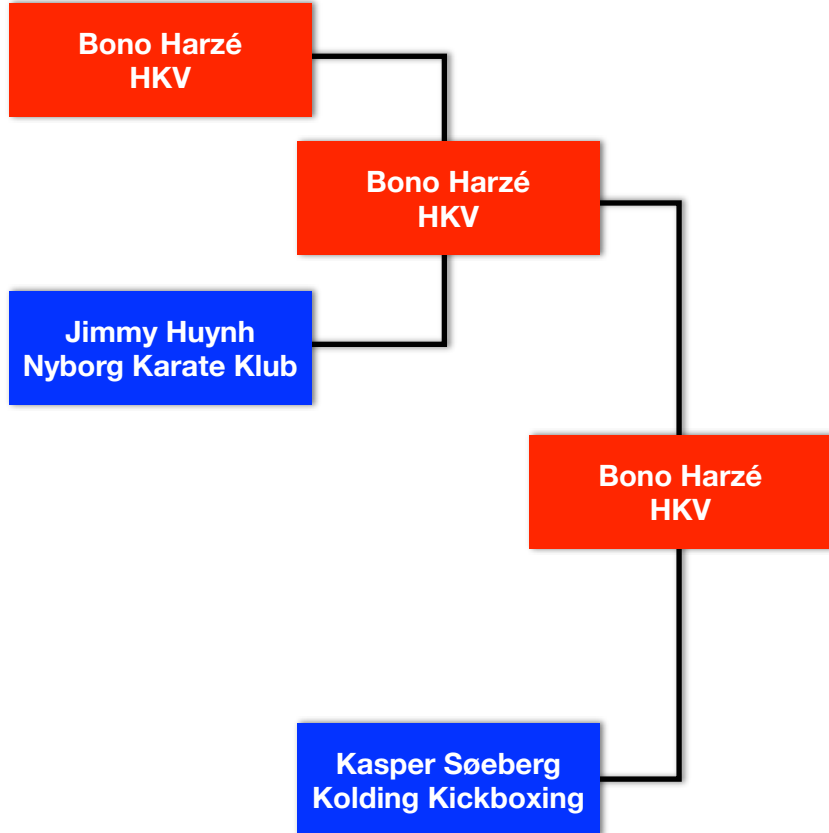 Bono Harzé
HKV
Bono Harzé
HKV
Jimmy Huynh
Nyborg Karate Klub
Bono Harzé
HKV
Kasper Søeberg
Kolding Kickboxing